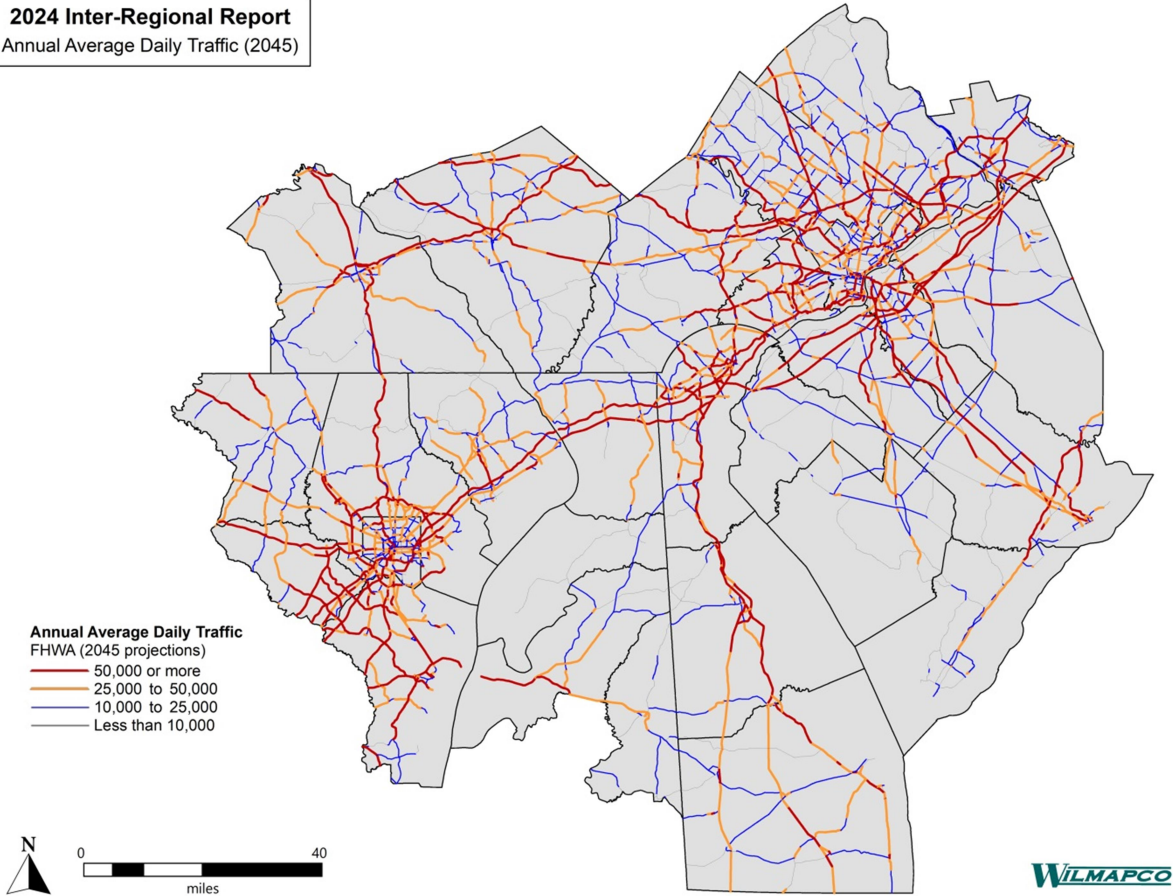 2024 Inter-Regional Report
Annual Average Daily Traffic (2045)
Annual Average Daily Traffic
FHWA (2045 projections)
50,000 or more
25,000 to 50,000
10,000 to 25,000
Less than 10,000
N
0 40
miles
WILMAPCO